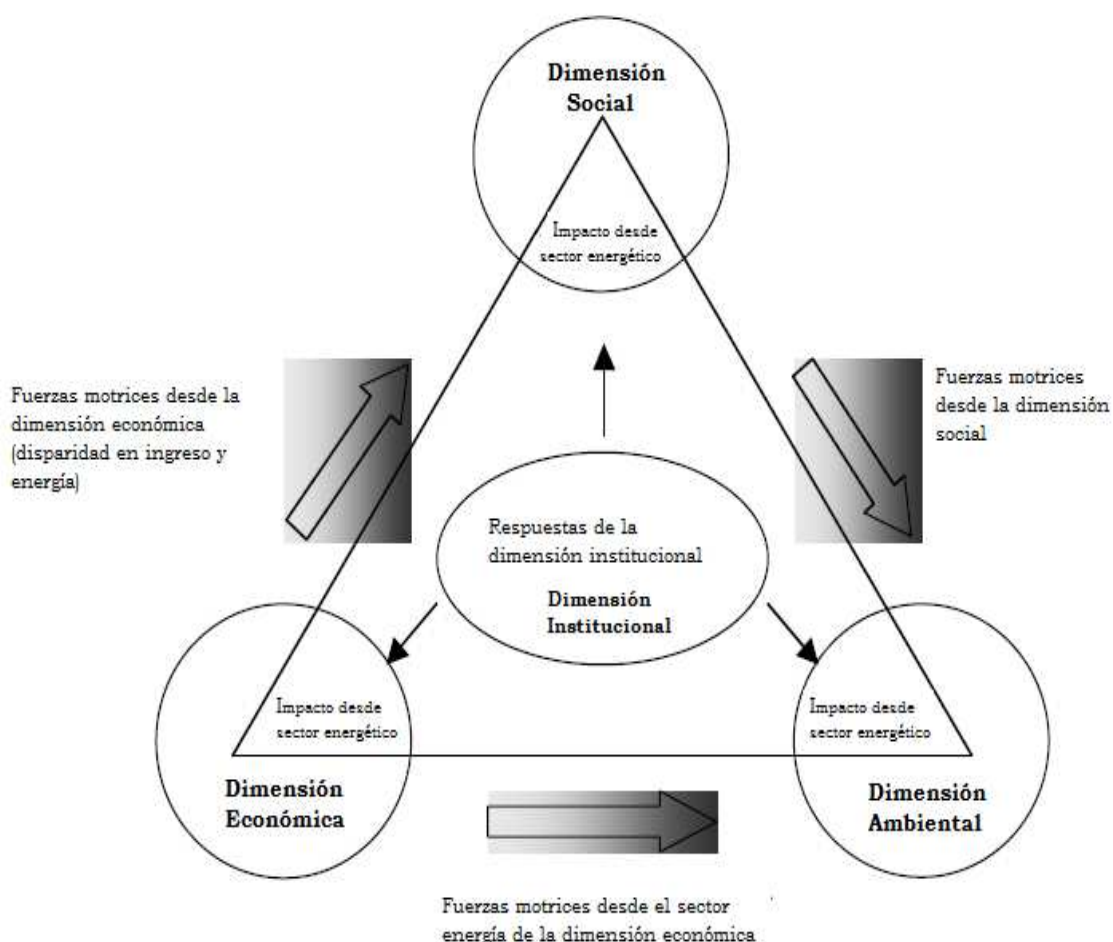 Dimensión
Social
Impacto desde
sector energético
Fuerzas motrices desde la
dimensión económica
(disparidad en ingreso y
energía)
Fuerzas motrices
desde la dimensión
social
Respuestas de la
dimensión institucional
Dimensión
Institucional
Impacto desde
sector energético
Dimensión
Económica
Impacto desde
sector energético
Dimensión
Ambiental
Fuerzas motrices desde el sector
energía de la dimensión económica